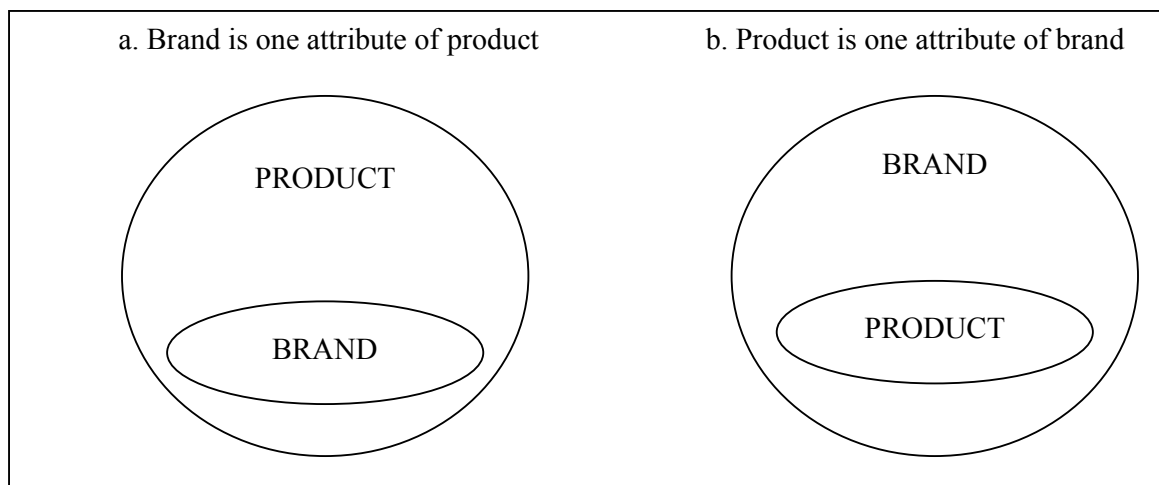 a. Brand is one attribute of product
b. Product is one attribute of brand
PRODUCT
BRAND
BRAND
PRODUCT